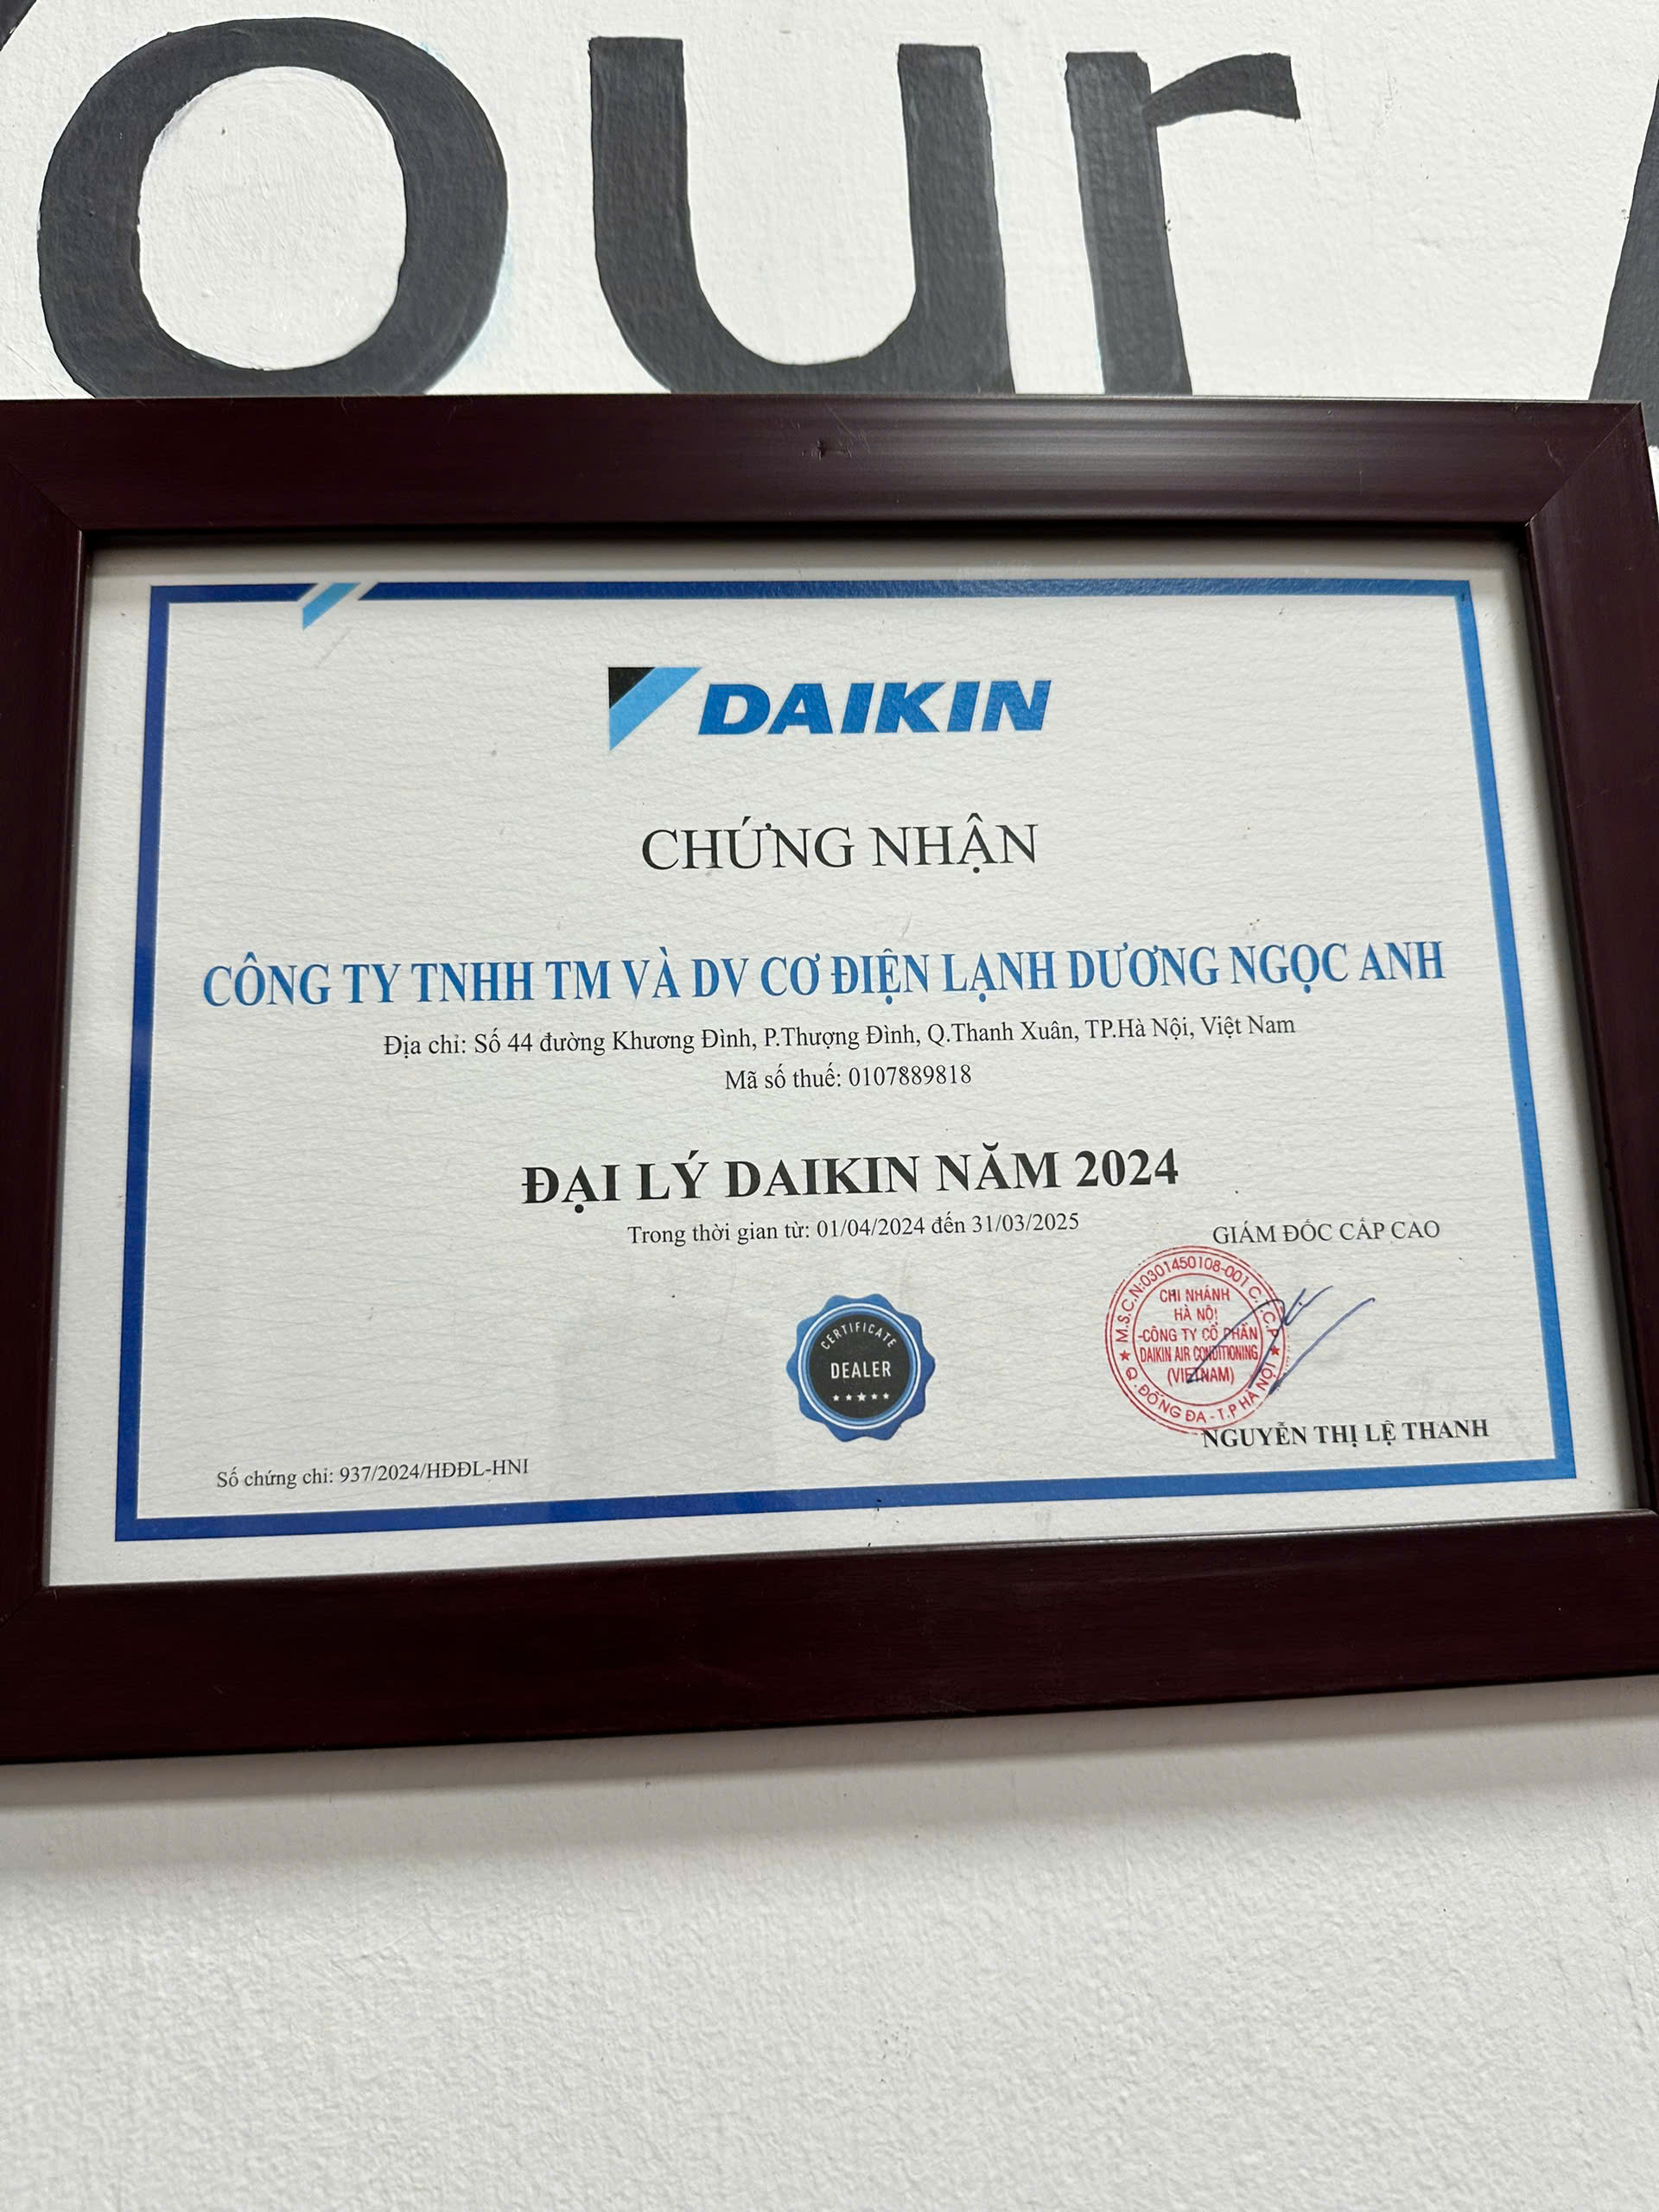 our
DAIKIN
CHỨNG NHẬN
CÔNG TY TNHH TM VÀ DV CƠ ĐIỆN LẠNH DƯƠNG NGỌC ANH
Địa chỉ: Số 44 đường Khương Đình, P.Thượng Đình, Q.Thanh Xuân, TP.Hà Nội, Việt Nam
Mã số thuế: 0107889818
ĐẠI LÝ DAIKIN NĂM 2024
Trong thời gian từ: 01/04/2024 đến 31/03/2025
GIÁM ĐỐC CẤP CAO
M.S.C.N:0301450108-001 C.T.C.P
CHI NHÁNH
HÀ NỘI
-CÔNG TY CỔ PHẦN
DAIKIN AIR CONDITIONING
(VIETNAM)
Q. ĐỐNG ĐA - T.P HÀ NỘI
CERTIFICATE
DEALER
NGUYỄN THỊ LỆ THANH
Số chứng chỉ: 937/2024/HĐĐL-HNI